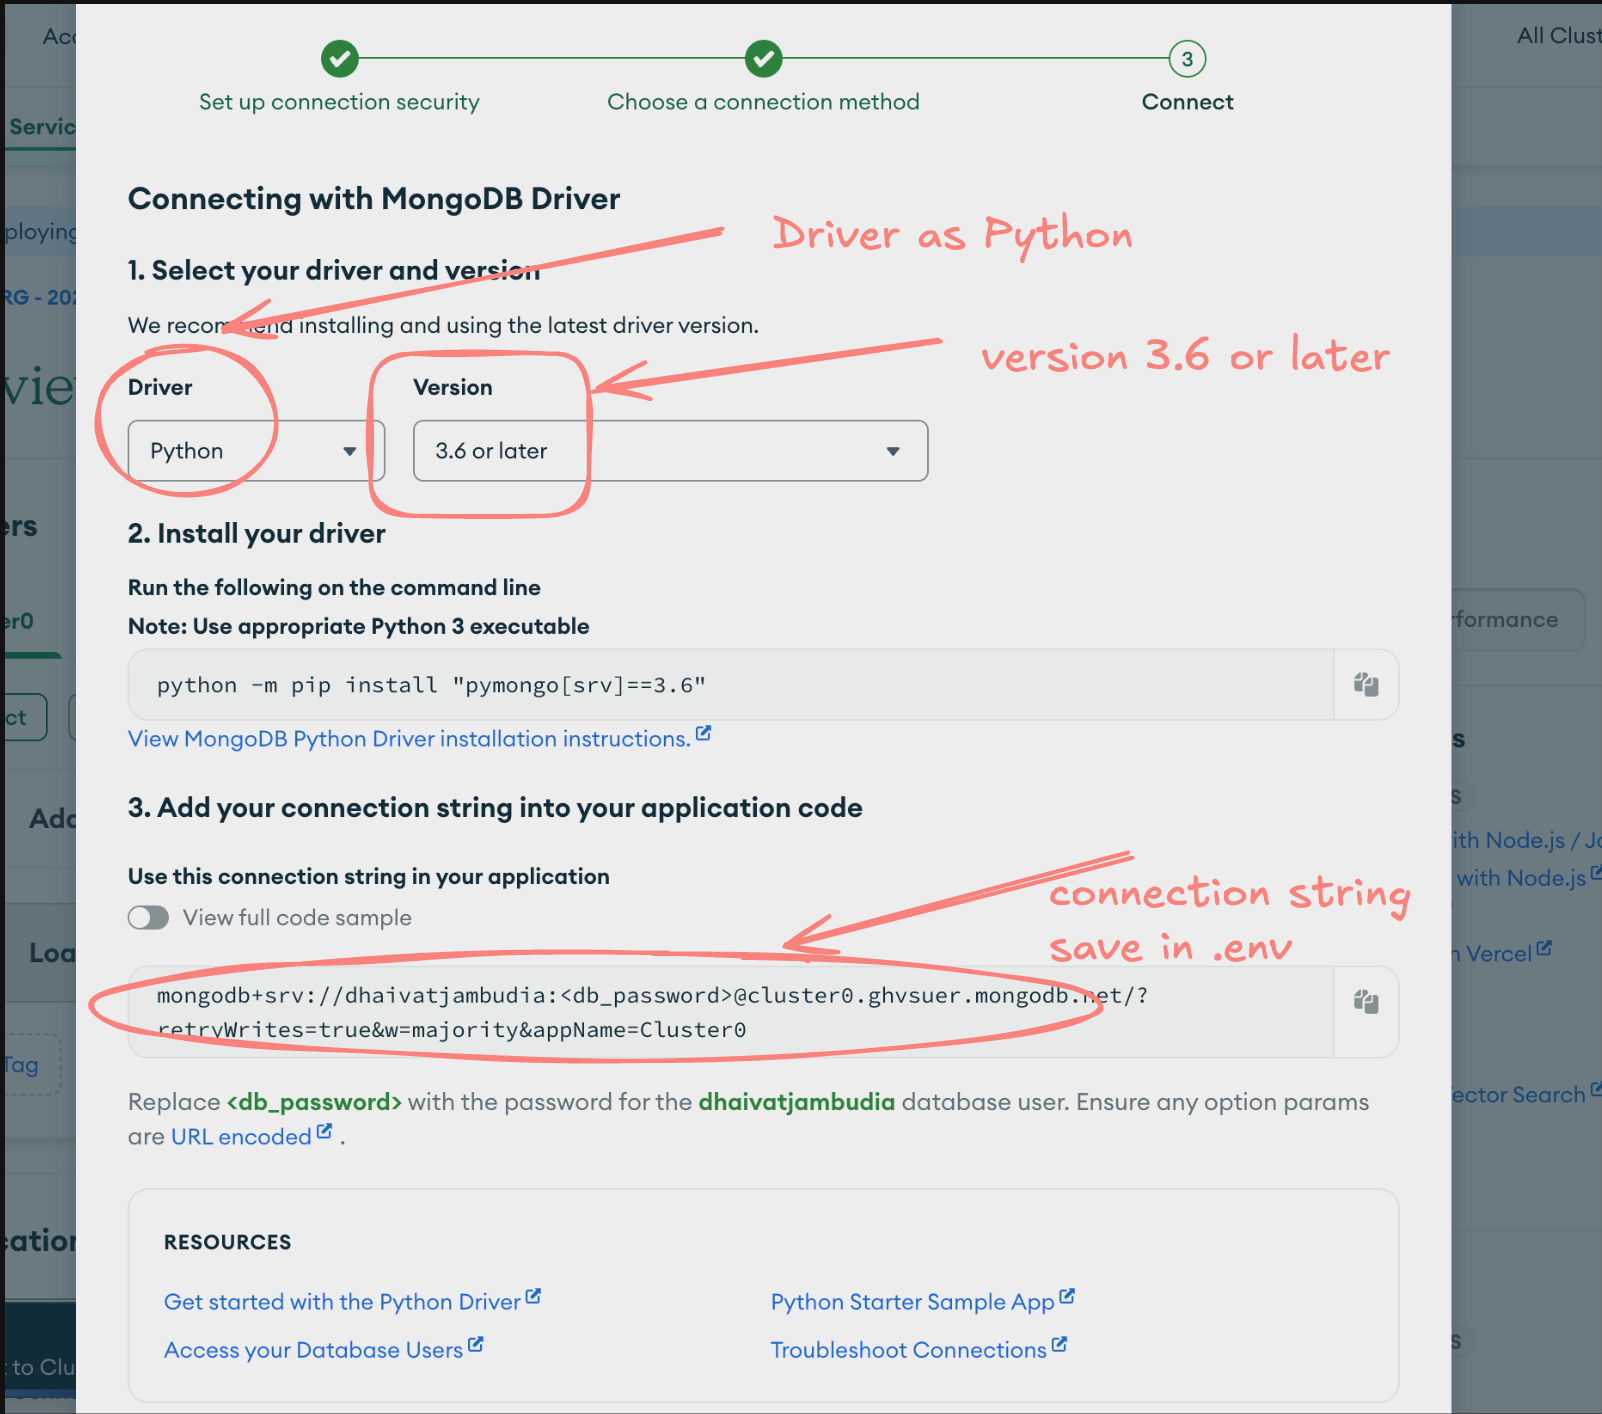 Acc
All Clust
3
Set up connection security
Choose a connection method
Connect
Servic
Connecting with MongoDB Driver
ploying
Driver as Python
1. Select your driver and version
RG - 202
We recommend installing and using the latest driver version.
version 3.6 or later
view
Driver
Version
Python
3.6 or later
ers
2. Install your driver
Run the following on the command line
er0
Note: Use appropriate Python 3 executable
rformance
python -m pip install "pymongo[srv]==3.6"
ct
View MongoDB Python Driver installation instructions.
s
S
3. Add your connection string into your application code
Add
ith Node.js / Ja
Use this connection string in your application
with Node.js
View full code sample
connection string
save in .env
Loa
n Vercel
mongodb+srv://dhaivatjambudia:<db_password>@cluster0.ghvsuer.mongodb.net/?
retryWrites=true&w=majority&appName=Cluster0
Tag
Replace <db_password> with the password for the dhaivatjambudia database user. Ensure any option params
ector Search
are URL encoded .
RESOURCES
cation
Get started with the Python Driver
Python Starter Sample App
Access your Database Users
Troubleshoot Connections
S
t to Clu